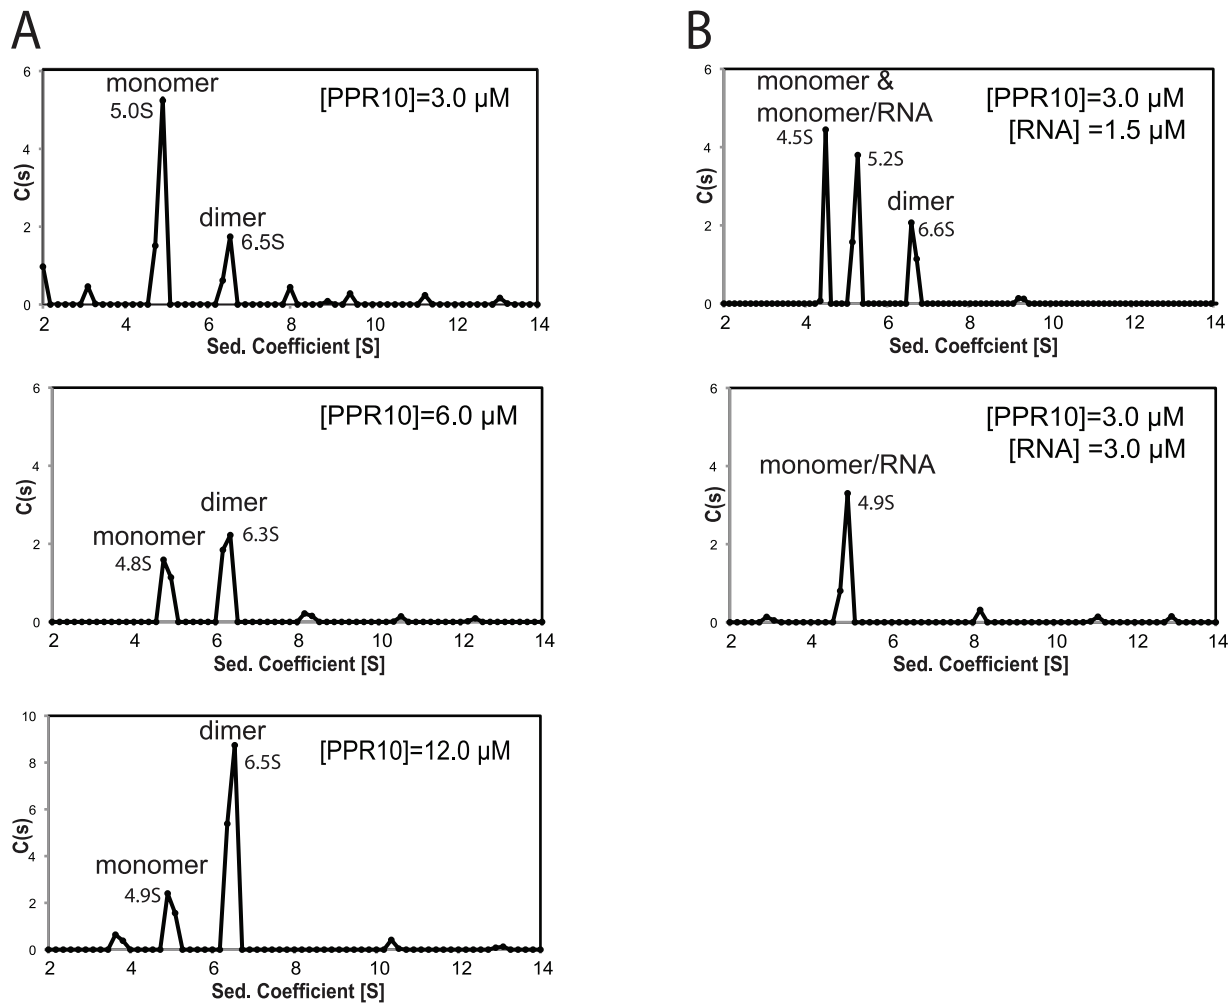 A
monomer
5.0S
[PPR10]=3.0 µM
dimer
6.5S
C(s)
6
4
2
0
2 4 6 8 10 12 14
Sed. Coefficient [S]
[PPR10]=6.0 µM
dimer
6.3S
monomer
4.8S
C(s)
6
4
2
0
2 4 6 8 10 12 14
Sed. Coefficient [S]
dimer
6.5S
[PPR10]=12.0 µM
monomer
4.9S
C(s)
10
8
6
4
2
0
2 4 6 8 10 12 14
Sed. Coefficient [S]
B
monomer &
monomer/RNA
4.5S
[PPR10]=3.0 µM
[RNA] =1.5 µM
5.2S
dimer
6.6S
C(s)
6
4
2
0
2 4 6 8 10 12 14
Sed. Coeffcient [S]
[PPR10]=3.0 µM
[RNA] =3.0 µM
monomer/RNA
4.9S
C(s)
6
4
2
0
2 4 6 8 10 12 14
Sed. Coefficient [S]